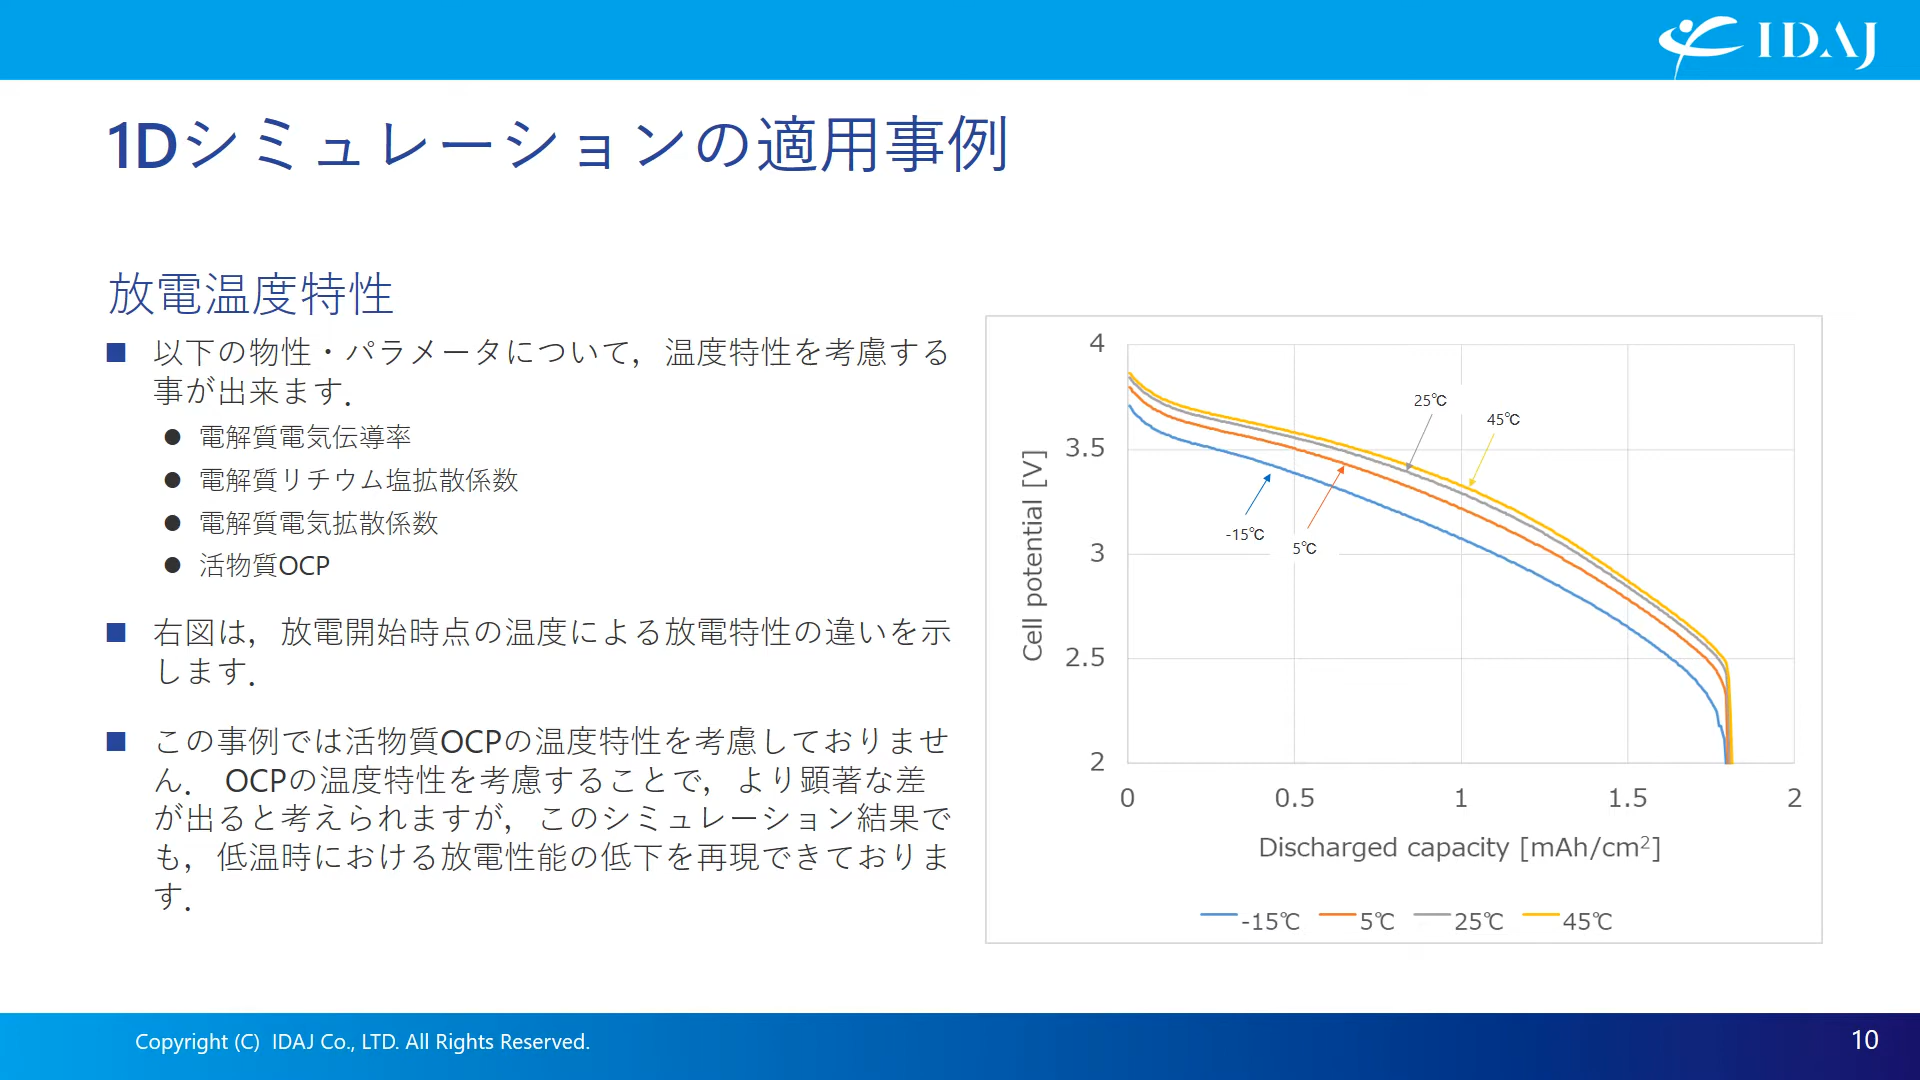 IDAJ
1Dシミュレーションの適用事例
放電温度特性
以下の物性・パラメータについて，温度特性を考慮する
事が出来ます．
電解質電気伝導率
電解質リチウム塩拡散係数
電解質電気拡散係数
活物質OCP
右図は，放電開始時点の温度による放電特性の違いを示
します．
この事例では活物質OCPの温度特性を考慮しておりませ
ん． OCPの温度特性を考慮することで，より顕著な差
が出ると考えられますが，このシミュレーション結果で
も，低温時における放電性能の低下を再現できておりま
す．
4
3.5
3
2.5
2
Cell potential [V]
25℃
45℃
-15℃
5℃
0 0.5 1 1.5 2
Discharged capacity [mAh/cm²]
-15℃ 5℃ 25℃ 45℃
Copyright (C) IDAJ Co., LTD. All Rights Reserved.
10